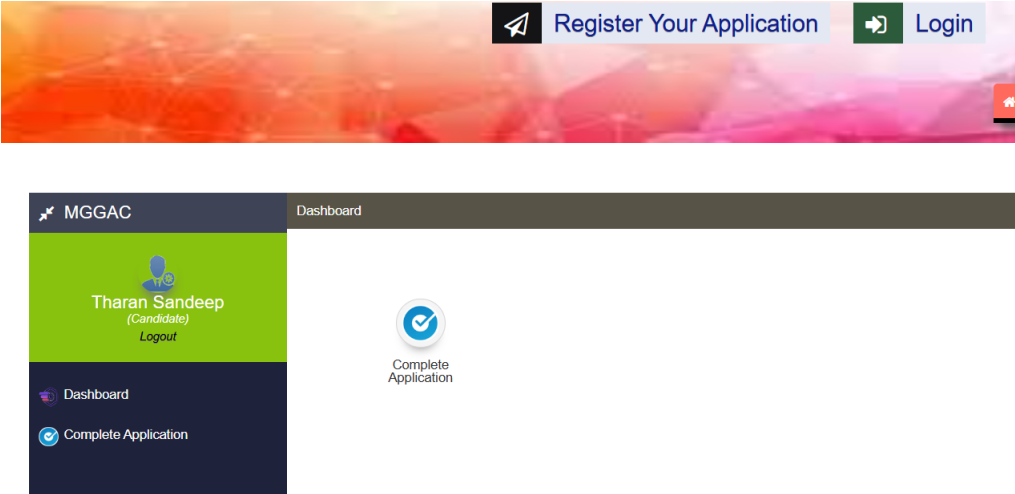 Register Your Application
Login
MGGAC
Dashboard
Tharan Sandeep
(Candidate)
Logout
Complete
Application
Dashboard
Complete Application